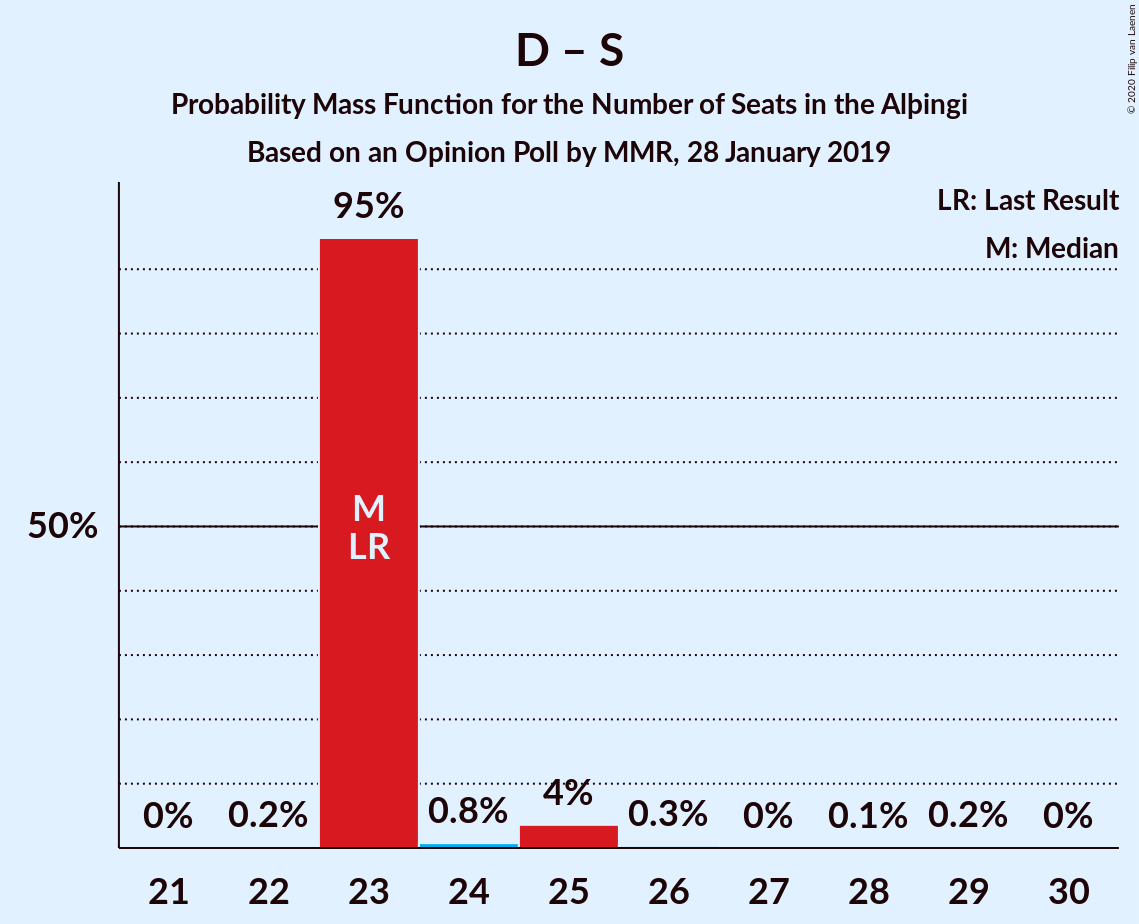 D – S
Probability Mass Function for the Number of Seats in the Alþingi
Based on an Opinion Poll by MMR, 28 January 2019
© 2020 Filip van Laenen
LR: Last Result
M: Median
95%
50%
M
LR
0%
0.2%
0.8%
4%
0.3%
0%
0.1%
0.2%
0%
21 22 23 24 25 26 27 28 29 30